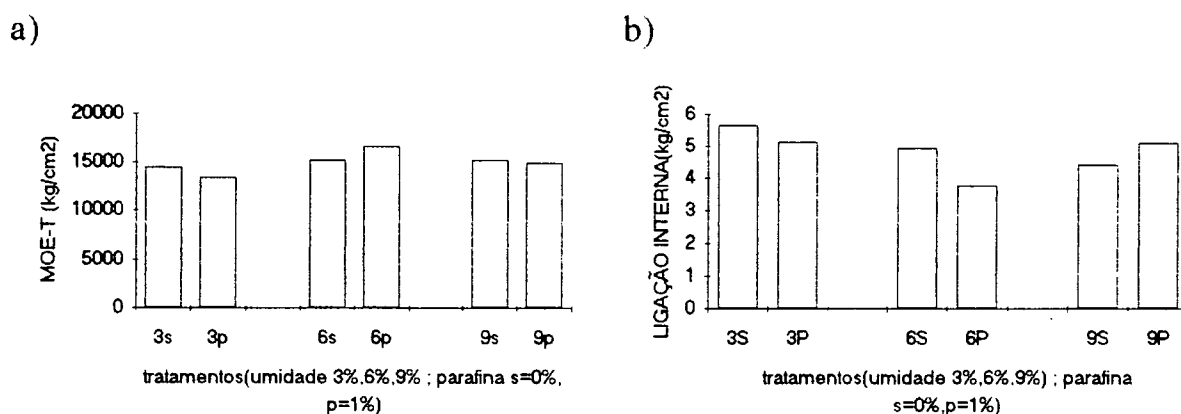 a)
MOE-T (kg/cm2)
20000
15000
10000
5000
0
3s 3p 6s 6p 9s 9p
tratamentos(umidade 3%,6%,9% ; parafina s=0%,
p=1%)
b)
LIGAÇÃO INTERNA(kg/cm2)
6
5
4
3
2
1
0
3S 3P 6S 6P 9S 9P
tratamentos(umidade 3%,6%,9%) ; parafina
s=0%,p=1%)